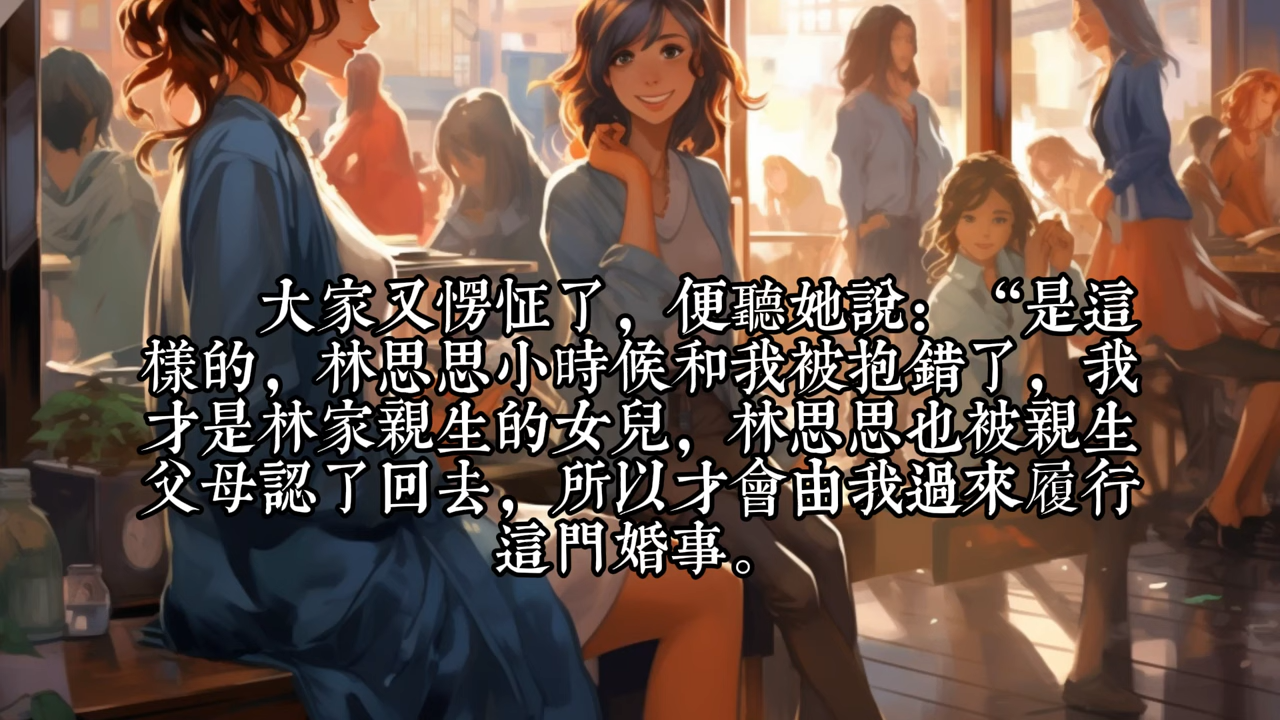 大家又愣怔了，便聽她說：“是這
樣的，林思思小時候和我被抱錯了，我
才是林家親生的女兒，林思思也被親生
父母認了回去，所以才會由我過來履行
這門婚事。